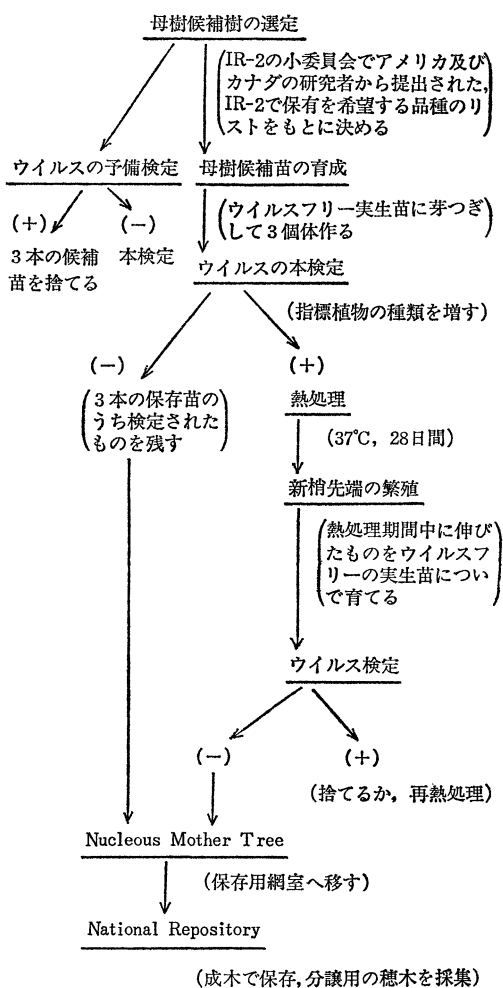 母樹候補樹の選定
(IR-2の小委員会でアメリカ及び
カナダの研究者から提出された,
IR-2で保有を希望する品種のリ
ストをもとに決める)
ウイルスの予備検定
母樹候補苗の育成
(+)
(−)
3本の候補
苗を捨てる
本検定
(ウイルスフリー実生苗に芽つぎ
して3個体作る)
ウイルスの本検定
(指標植物の種類を増す)
(−)
(+)
(3本の保存苗の
うち検定された
ものを残す)
熱処理
(37℃, 28日間)
新梢先端の繁殖
(熱処理期間中に伸び
たものをウイルスフ
リーの実生苗につい
で育てる)
ウイルス検定
(−)
(+)
(捨てるか, 再熱処理)
Nucleous Mother Tree
(保存用網室へ移す)
National Repository
(成木で保存, 分譲用の穂木を採集)